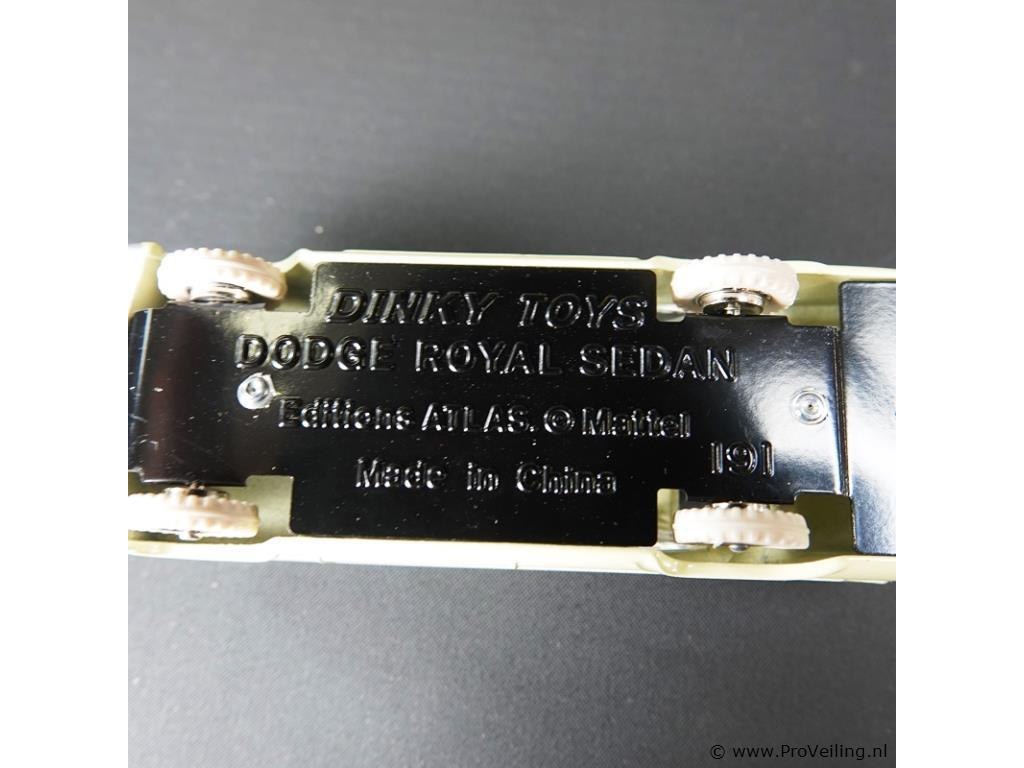 DINKY TOYS
DODGE ROYAL SEDAN
Editions ATLAS. © Mattel
191
Made in China
© www.ProVeiling.nl